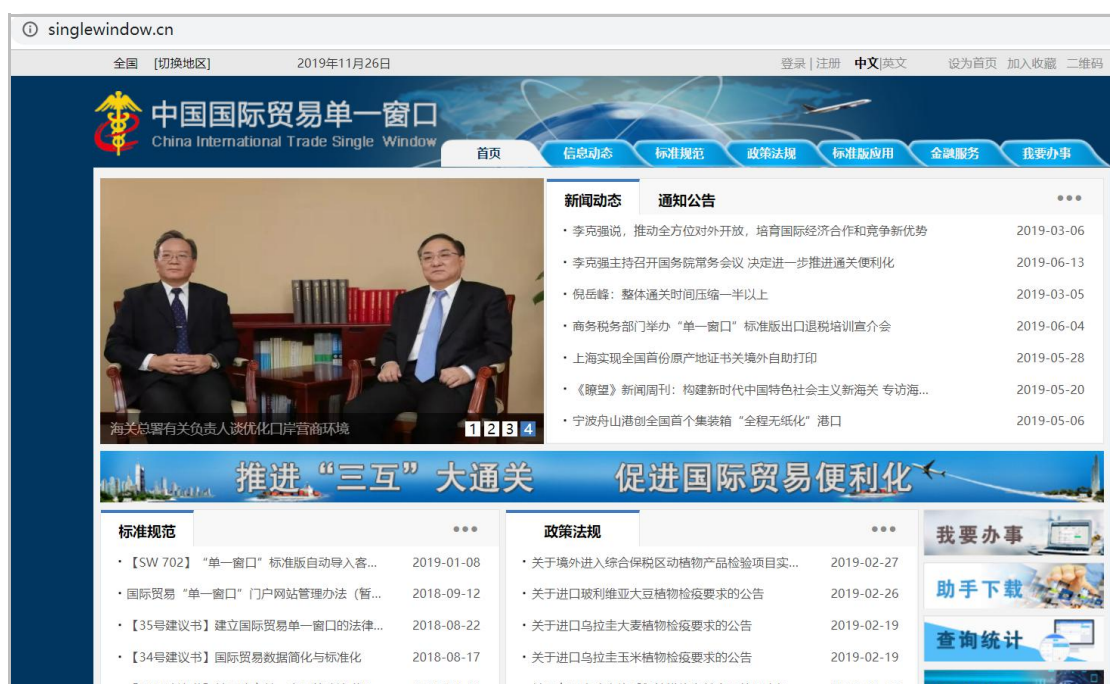 singlewindow.cn
全国 [切换地区] 2019年11月26日 登录 | 注册 中文|英文 设为首页 加入收藏 二维码
中国国际贸易单一窗口
China International Trade Single Window
首页 信息动态 标准规范 政策法规 标准版应用 金融服务 我要办事
新闻动态 通知公告
· 李克强说，推动全方位对外开放，培育国际经济合作和竞争新优势 2019-03-06
· 李克强主持召开国务院常务会议 决定进一步推进通关便利化 2019-06-13
· 倪岳峰：整体通关时间压缩一半以上 2019-03-05
· 商务税务部门举办“单一窗口”标准版出口退税培训宣介会 2019-06-04
· 上海实现全国首份原产地证书关境外自助打印 2019-05-28
· 《瞭望》新闻周刊：构建新时代中国特色社会主义新海关 专访海... 2019-05-20
· 宁波舟山港创全国首个集装箱“全程无纸化”港口 2019-05-06
海关总署有关负责人谈优化口岸营商环境 1 2 3 4
推进“三互”大通关 促进国际贸易便利化
标准规范
· 【SW 702】“单一窗口”标准版自动导入客... 2019-01-08
· 国际贸易“单一窗口”门户网站管理办法（暂... 2018-09-12
· 【35号建议书】建立国际贸易单一窗口的法律... 2018-08-22
· 【34号建议书】国际贸易数据简化与标准化 2018-08-17
政策法规
· 关于境外进入综合保税区动植物产品检验项目实... 2019-02-27
· 关于进口玻利维亚大豆植物检疫要求的公告 2019-02-26
· 关于进口乌拉圭大麦植物检疫要求的公告 2019-02-19
· 关于进口乌拉圭玉米植物检疫要求的公告 2019-02-19
我要办事
助手下载
查询统计